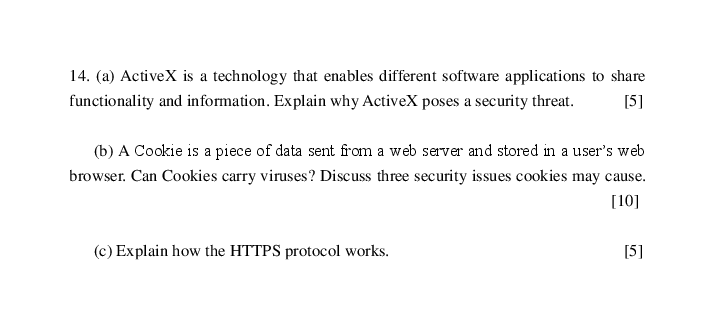 14. (a) ActiveX is a technology that enables different software applications to share
functionality and information. Explain why ActiveX poses a security threat. [5]
(b) A Cookie is a piece of data sent from a web server and stored in a user's web
browser. Can Cookies carry viruses? Discuss three security issues cookies may cause.
[10]
(c) Explain how the HTTPS protocol works. [5]